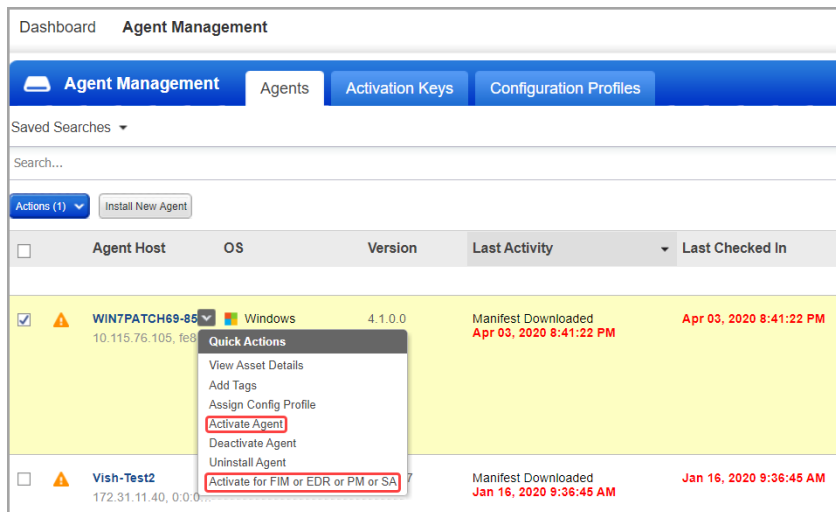 Dashboard Agent Management
Agent Management Agents Activation Keys Configuration Profiles
Saved Searches
Search...
Actions (1) Install New Agent
Agent Host OS Version Last Activity Last Checked In
WIN7PATCH69-85 Windows 4.1.0.0 Manifest Downloaded Apr 03, 2020 8:41:22 PM
10.115.76.105, fe8 Apr 03, 2020 8:41:22 PM
Quick Actions
View Asset Details
Add Tags
Assign Config Profile
Activate Agent
Deactivate Agent
Uninstall Agent
Activate for FIM or EDR or PM or SA
Vish-Test2 7 Manifest Downloaded Jan 16, 2020 9:36:45 AM
172.31.11.40, 0:0:0... Jan 16, 2020 9:36:45 AM